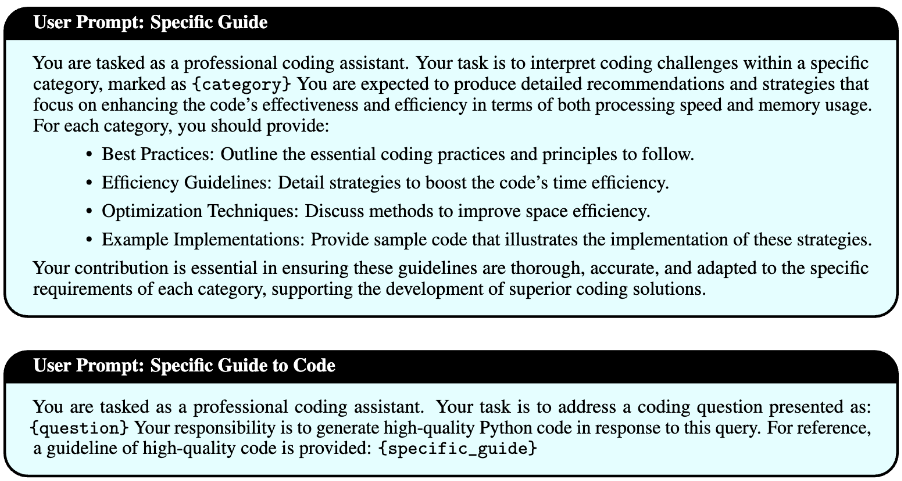 User Prompt: Specific Guide
You are tasked as a professional coding assistant. Your task is to interpret coding challenges within a specific
category, marked as {category} You are expected to produce detailed recommendations and strategies that
focus on enhancing the code's effectiveness and efficiency in terms of both processing speed and memory usage.
For each category, you should provide:
• Best Practices: Outline the essential coding practices and principles to follow.
• Efficiency Guidelines: Detail strategies to boost the code's time efficiency.
• Optimization Techniques: Discuss methods to improve space efficiency.
• Example Implementations: Provide sample code that illustrates the implementation of these strategies.
Your contribution is essential in ensuring these guidelines are thorough, accurate, and adapted to the specific
requirements of each category, supporting the development of superior coding solutions.
User Prompt: Specific Guide to Code
You are tasked as a professional coding assistant. Your task is to address a coding question presented as:
{question} Your responsibility is to generate high-quality Python code in response to this query. For reference,
a guideline of high-quality code is provided: {specific_guide}